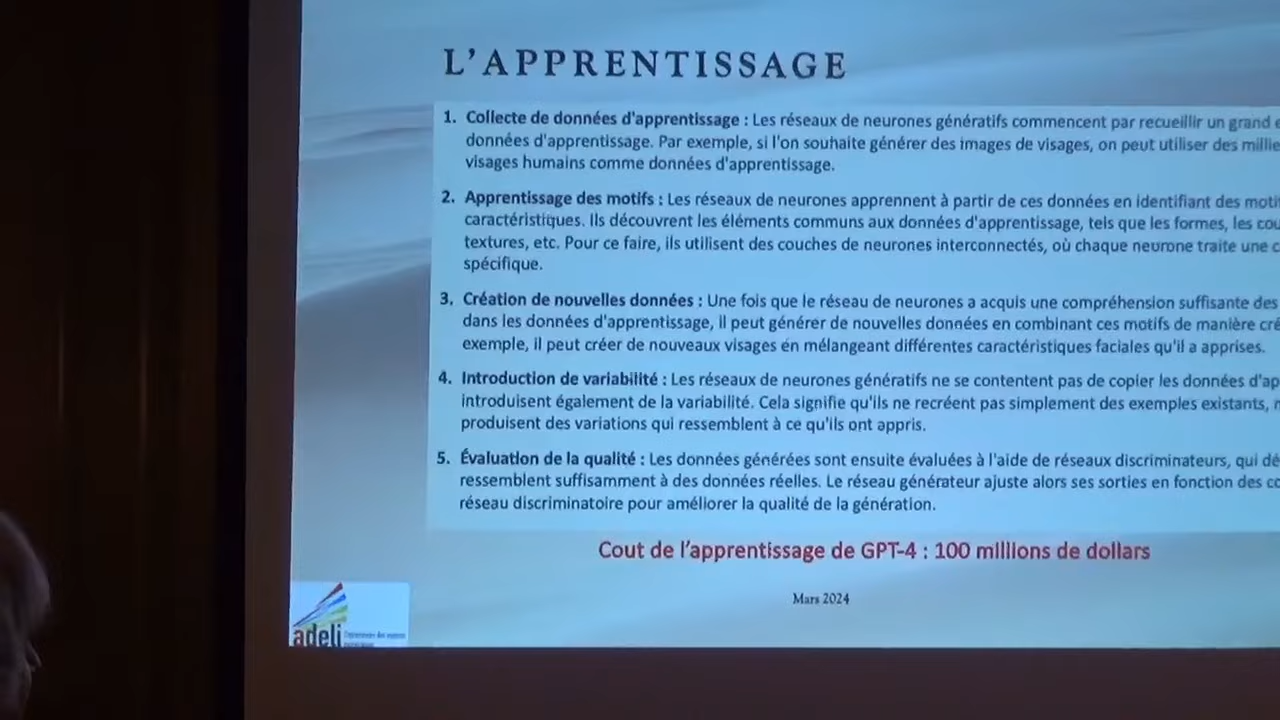 L'APPRENTISSAGE
1. Collecte de données d'apprentissage : Les réseaux de neurones génératifs commencent par recueillir un grand
données d'apprentissage. Par exemple, si l'on souhaite générer des images de visages, on peut utiliser des
visages humains comme données d'apprentissage.
2. Apprentissage des motifs : Les réseaux de neurones apprennent à partir de ces données en identifiant des
caractéristiques. Ils découvrent les éléments communs aux données d'apprentissage, tels que les formes, les
textures, etc. Pour ce faire, ils utilisent des couches de neurones interconnectés, où chaque neurone traite une
spécifique.
3. Création de nouvelles données : Une fois que le réseau de neurones a acquis une compréhension suffisante des
dans les données d'apprentissage, il peut générer de nouvelles données en combinant ces motifs de manière
exemple, il peut créer de nouveaux visages en mélangeant différentes caractéristiques faciales qu'il a apprises.
4. Introduction de variabilité : Les réseaux de neurones génératifs ne se contentent pas de copier les données
introduisent également de la variabilité. Cela signifie qu'ils ne recréent pas simplement des exemples existants,
produisent des variations qui ressemblent à ce qu'ils ont appris.
5. Évaluation de la qualité : Les données générées sont ensuite évaluées à l'aide de réseaux discriminateurs, qui
ressemblent suffisamment à des données réelles. Le réseau générateur ajuste alors ses sorties en fonction des
réseau discriminatoire pour améliorer la qualité de la génération.
Cout de l'apprentissage de GPT-4 : 100 millions de dollars
Mars 2024
adeli